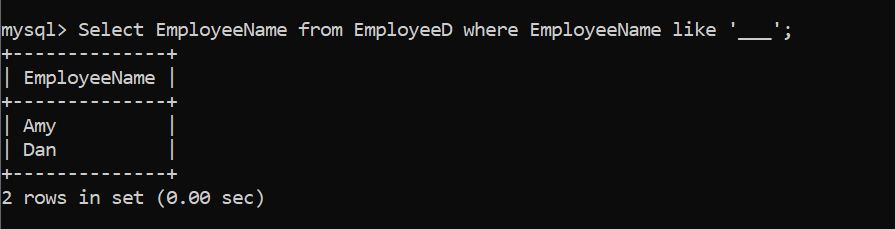 mysql> Select EmployeeName from EmployeeD where EmployeeName like '___';
+--------------+
| EmployeeName |
+--------------+
| Amy          |
| Dan          |
+--------------+
2 rows in set (0.00 sec)